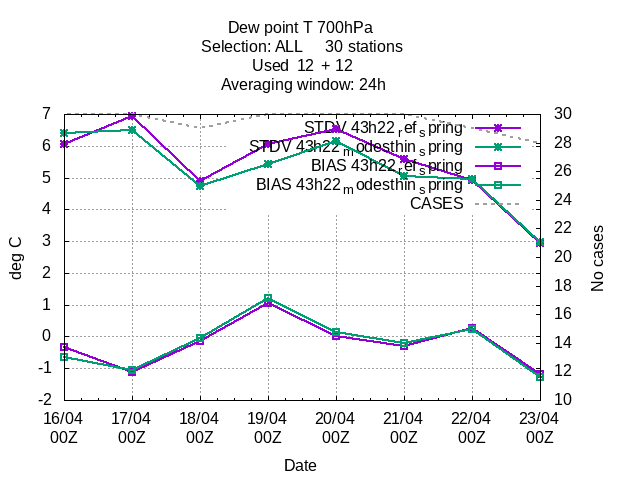 Dew point T 700hPa
Selection: ALL 30 stations
Used 12 + 12
Averaging window: 24h
STDV 43h22_ref_spring
STDV 43h22_modesthin_spring
BIAS 43h22_ref_spring
BIAS 43h22_modesthin_spring
CASES
7
6
5
4
3
2
1
0
-1
-2
deg C
30
28
26
24
22
20
18
16
14
12
10
No cases
16/04 17/04 18/04 19/04 20/04 21/04 22/04 23/04
00Z 00Z 00Z 00Z 00Z 00Z 00Z 00Z
Date